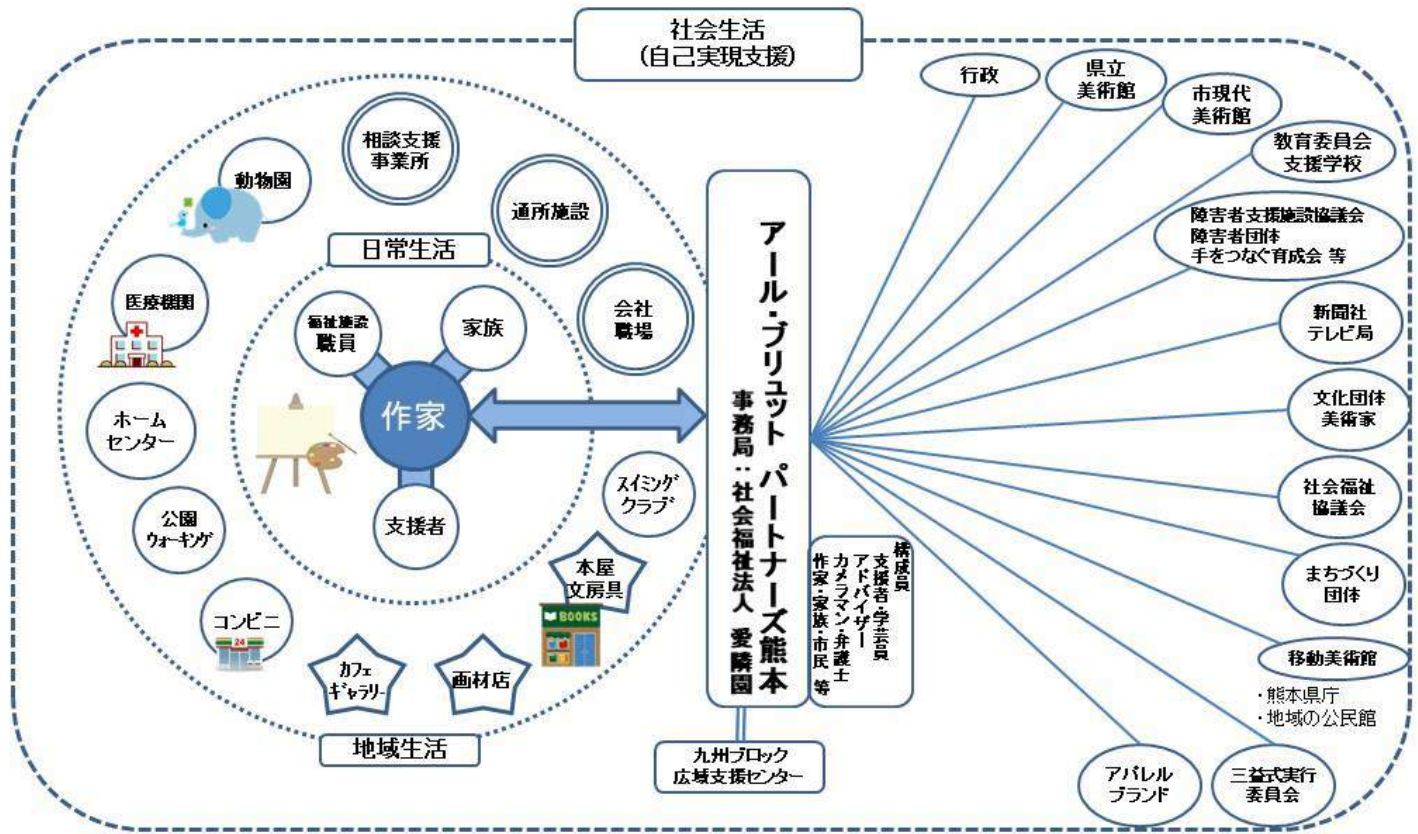 社会生活
(自己実現支援)
行政
県立
美術館
市現代
美術館
教育委員会
支援学校
障害者支援施設協議会
障害者団体
手をつなぐ育成会 等
新聞社
テレビ局
文化団体
美術家
社会福祉
協議会
まちづくり
団体
移動美術館
・熊本県庁
・地域の公民館
三益式実行
委員会
アパレル
ブランド
相談支援
事業所
動物園
通所施設
日常生活
医療機関
福祉施設
職員
家族
会社
職場
作家
ホーム
センター
支援者
スイミング
クラブ
公園
ウォーキング
本屋
文房具
BOOKS
コンビニ
24
カフェ
ギャラリー
画材店
地域生活
アール・ブリュット パートナーズ熊本
事務局：社会福祉法人 愛隣園
構成員
支援者・学芸員
アドバイザー
カメラマン・弁護士
作家・家族・市民 等
九州ブロック
広域支援センター